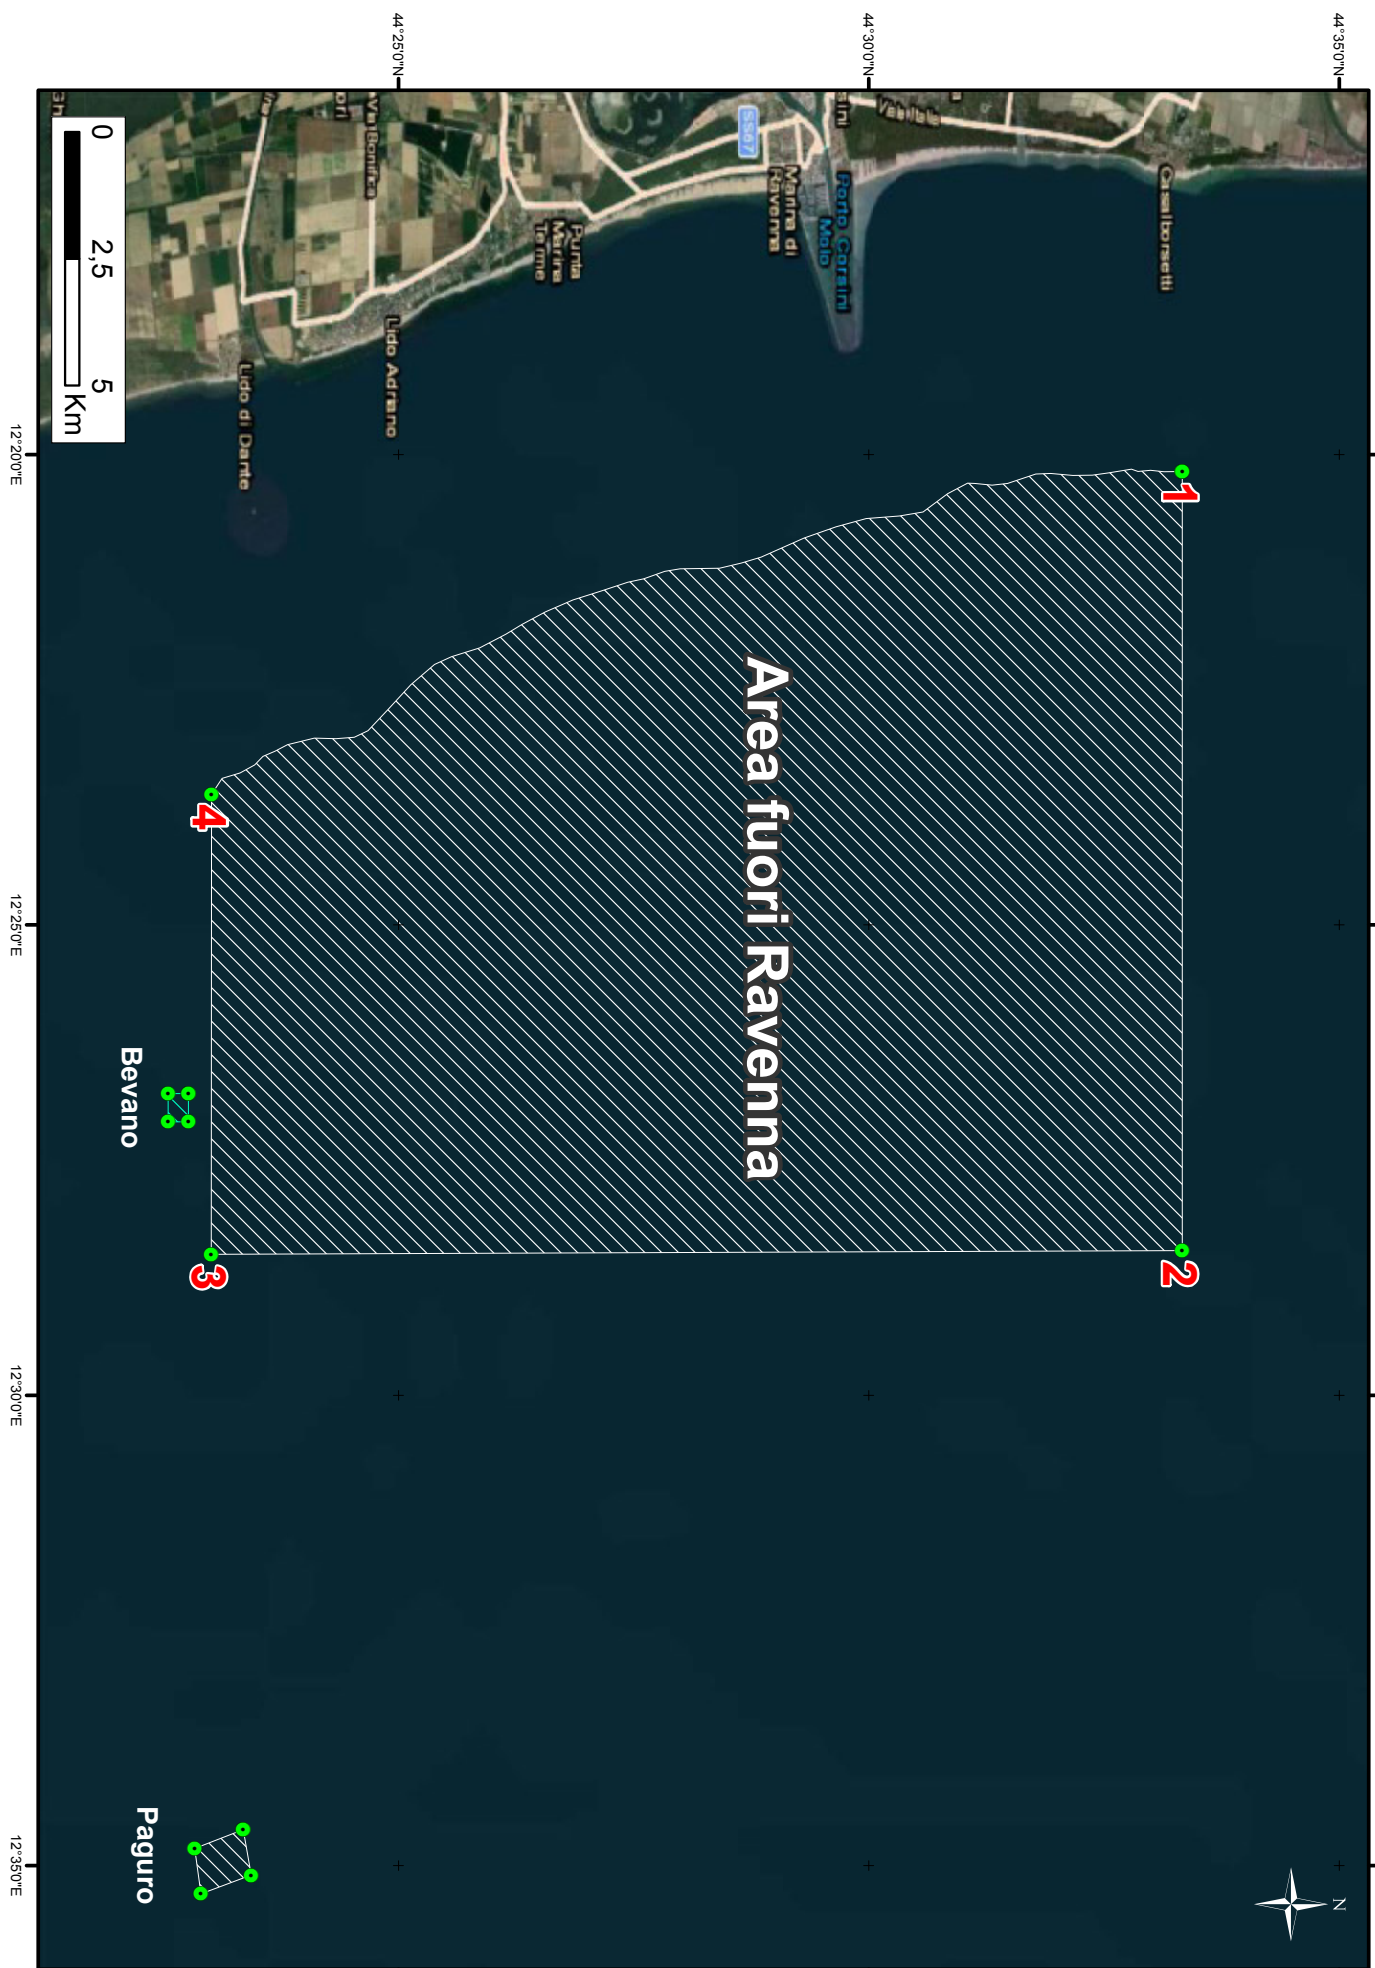 44°35'0"N
44°30'0"N
44°25'0"N
12°20'0"E
12°25'0"E
12°30'0"E
12°35'0"E
N
Casalborsetti
Porto Corsini
Molo
Marina di
Ravenna
SS67
Punta
Marina
Terme
Lido Adriano
Lido di Dante
1
2
3
4
Area fuori Ravenna
Bevano
Paguro
0 2,5 5
Km